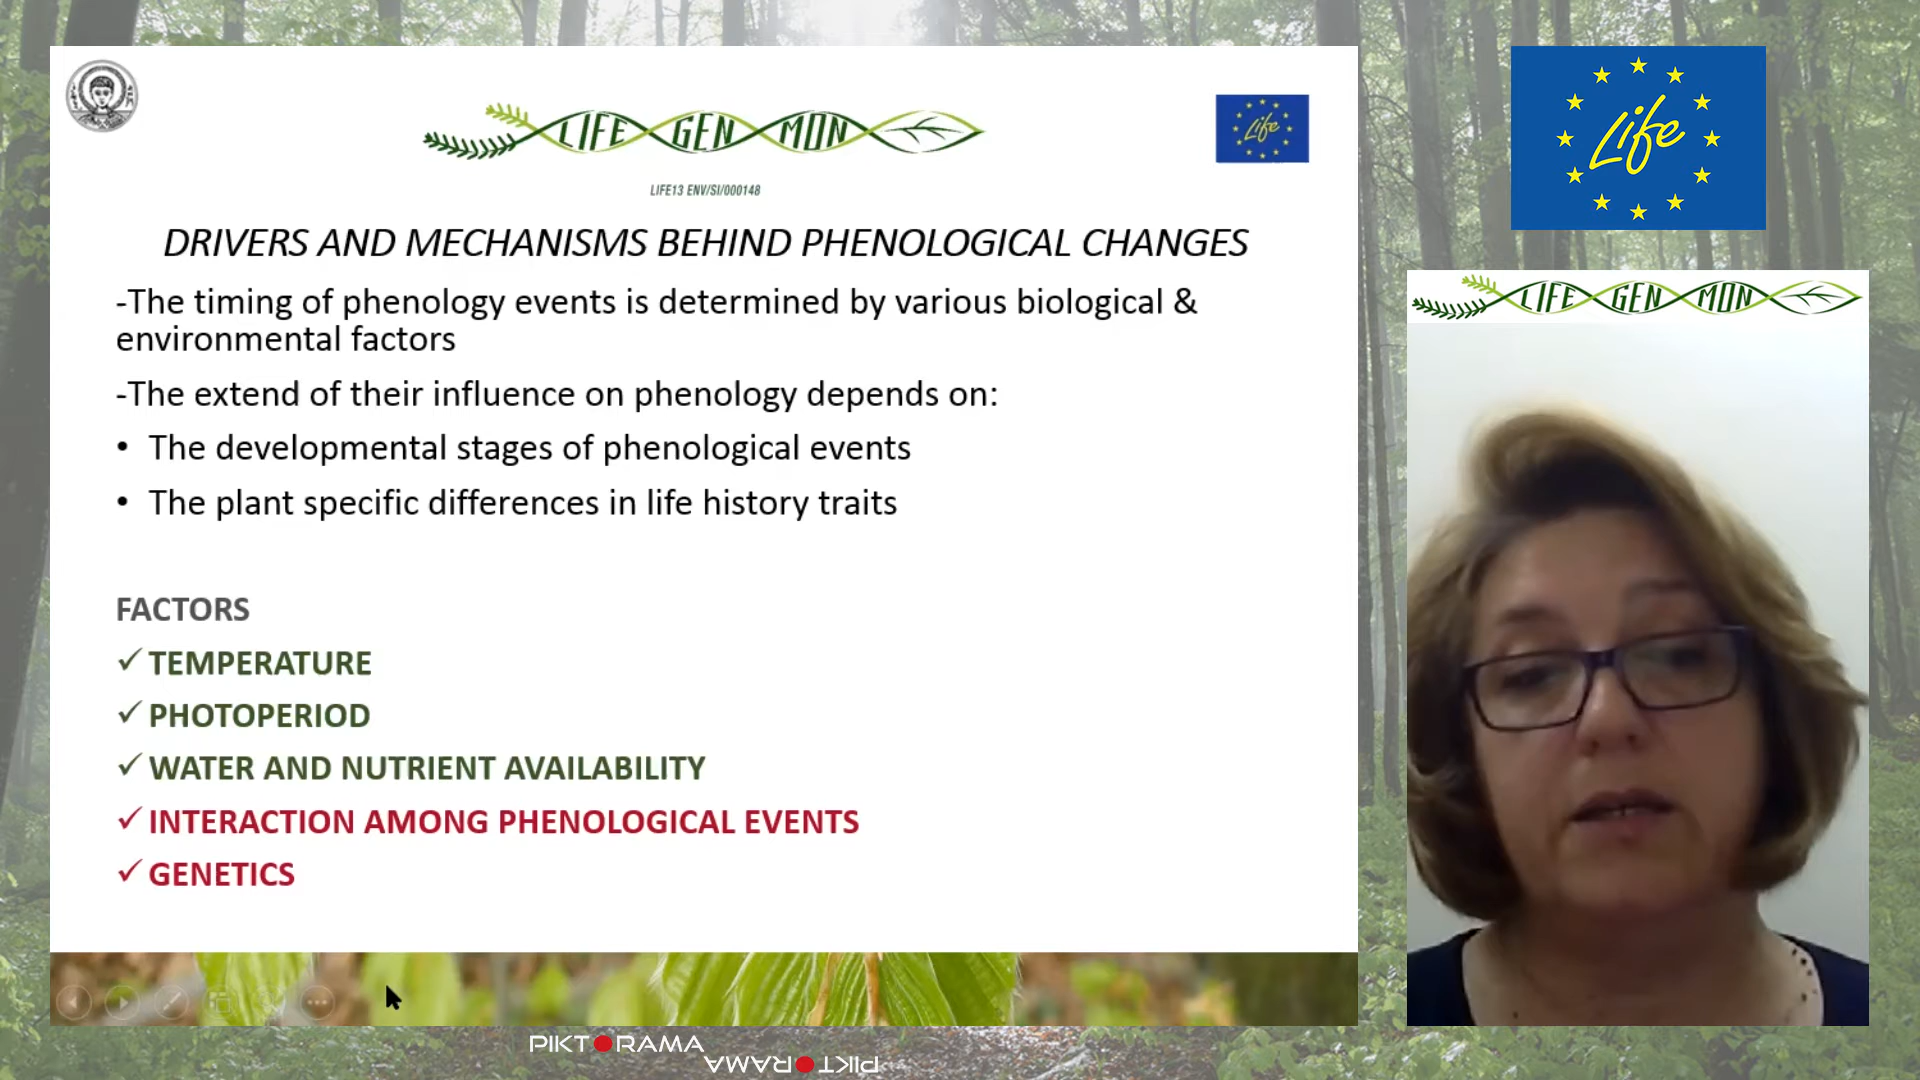 LIFE GEN MON
LIFE13 ENV/SI/000148
DRIVERS AND MECHANISMS BEHIND PHENOLOGICAL CHANGES
-The timing of phenology events is determined by various biological &
environmental factors
-The extend of their influence on phenology depends on:
• The developmental stages of phenological events
• The plant specific differences in life history traits
FACTORS
✓ TEMPERATURE
✓ PHOTOPERIOD
✓ WATER AND NUTRIENT AVAILABILITY
✓ INTERACTION AMONG PHENOLOGICAL EVENTS
✓ GENETICS
Life
Life
LIFE GEN MON
PIKTORAMA
PIKTORAMA